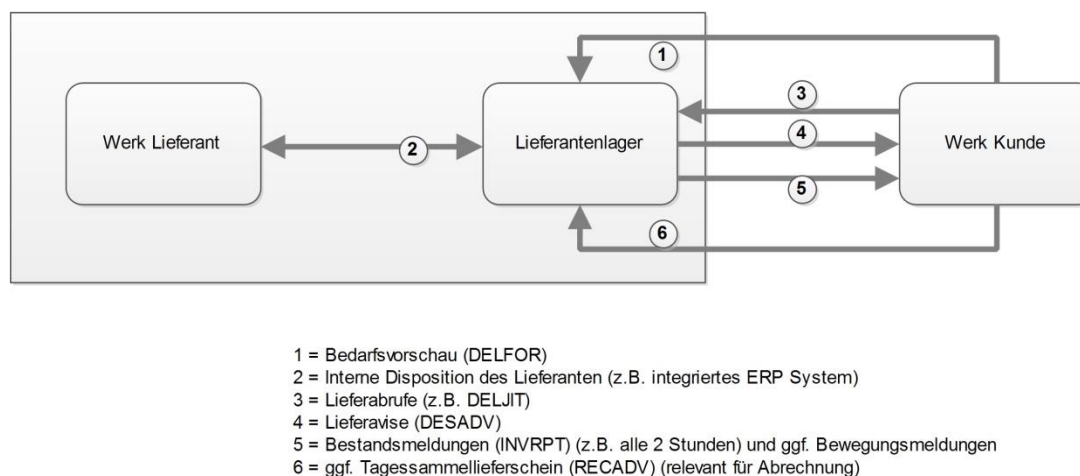 1
3
Werk Lieferant
Lieferantenlager
Werk Kunde
2
4
5
6
1 = Bedarfsvorschau (DELFOR)
2 = Interne Disposition des Lieferanten (z.B. integriertes ERP System)
3 = Lieferabrufe (z.B. DELJIT)
4 = Lieferavise (DESADV)
5 = Bestandsmeldungen (INVRPT) (z.B. alle 2 Stunden) und ggf. Bewegungsmeldungen
6 = ggf. Tagessammellieferschein (RECADV) (relevant für Abrechnung)